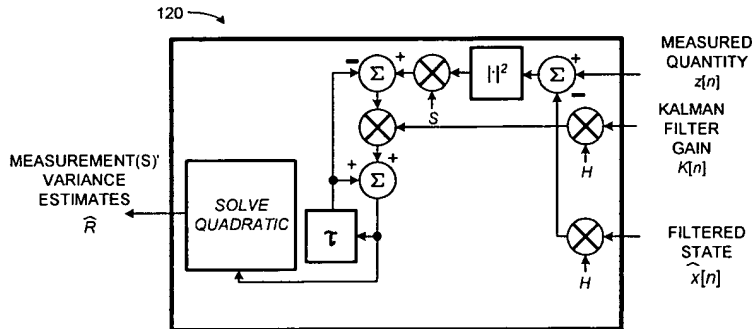 120
MEASURED
QUANTITY
z[n]
− + Σ + |·|² Σ + −
S
KALMAN
FILTER
GAIN
K[n]
H
MEASUREMENT(S)'
VARIANCE
ESTIMATES
R̂
SOLVE
QUADRATIC
+ Σ +
τ
FILTERED
STATE
x̂[n]
H